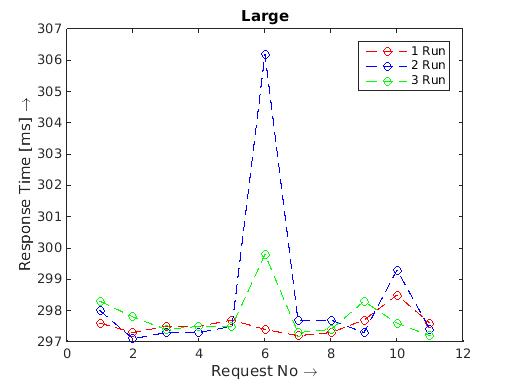 Large
Response Time [ms] →
307
306
305
304
303
302
301
300
299
298
297
0 2 4 6 8 10 12
Request No →
1 Run
2 Run
3 Run